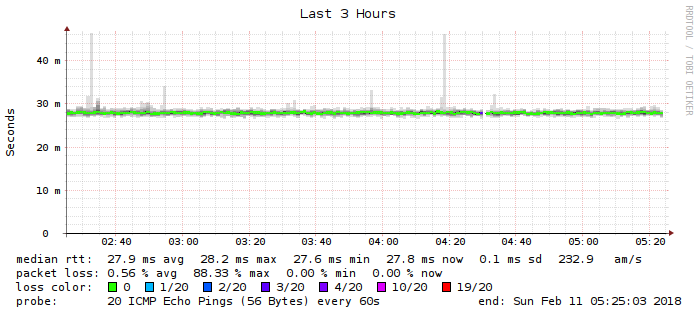 Last 3 Hours
RRDTOOL / TOBI OETIKER
Seconds
40 m
30 m
20 m
10 m
0
02:40 03:00 03:20 03:40 04:00 04:20 04:40 05:00 05:20
median rtt: 27.9 ms avg 28.2 ms max 27.6 ms min 27.8 ms now 0.1 ms sd 232.9 am/s
packet loss: 0.56 % avg 88.33 % max 0.00 % min 0.00 % now
loss color: 0 1/20 2/20 3/20 4/20 10/20 19/20
probe: 20 ICMP Echo Pings (56 Bytes) every 60s end: Sun Feb 11 05:25:03 2018